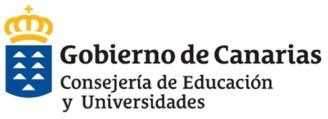 Gobierno de Canarias
Consejería de Educación
y Universidades